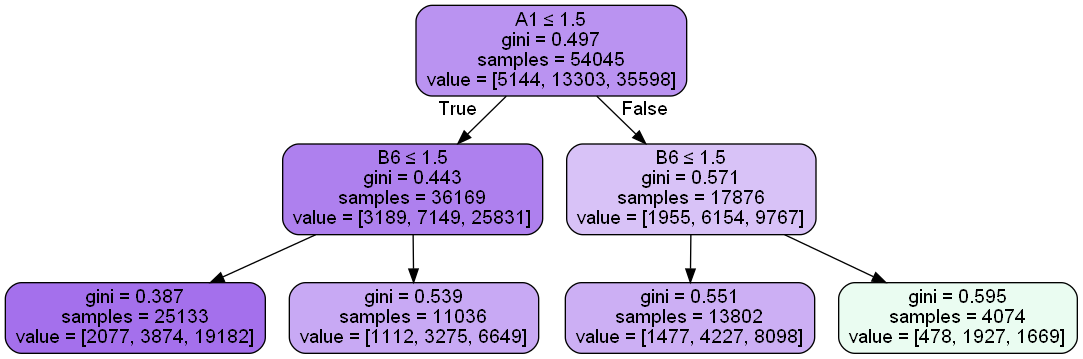 A1 ≤ 1.5
gini = 0.497
samples = 54045
value = [5144, 13303, 35598]
True
False
B6 ≤ 1.5
gini = 0.443
samples = 36169
value = [3189, 7149, 25831]
B6 ≤ 1.5
gini = 0.571
samples = 17876
value = [1955, 6154, 9767]
gini = 0.387
samples = 25133
value = [2077, 3874, 19182]
gini = 0.539
samples = 11036
value = [1112, 3275, 6649]
gini = 0.551
samples = 13802
value = [1477, 4227, 8098]
gini = 0.595
samples = 4074
value = [478, 1927, 1669]